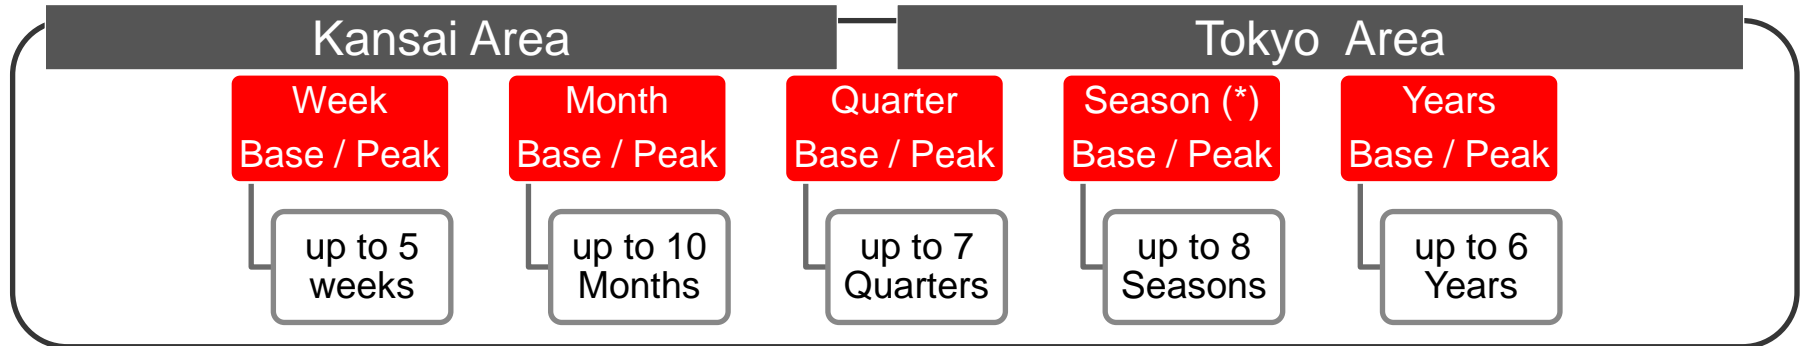 Kansai Area
Tokyo Area
Week
Base / Peak
up to 5
weeks
Month
Base / Peak
up to 10
Months
Quarter
Base / Peak
up to 7
Quarters
Season (*)
Base / Peak
up to 8
Seasons
Years
Base / Peak
up to 6
Years